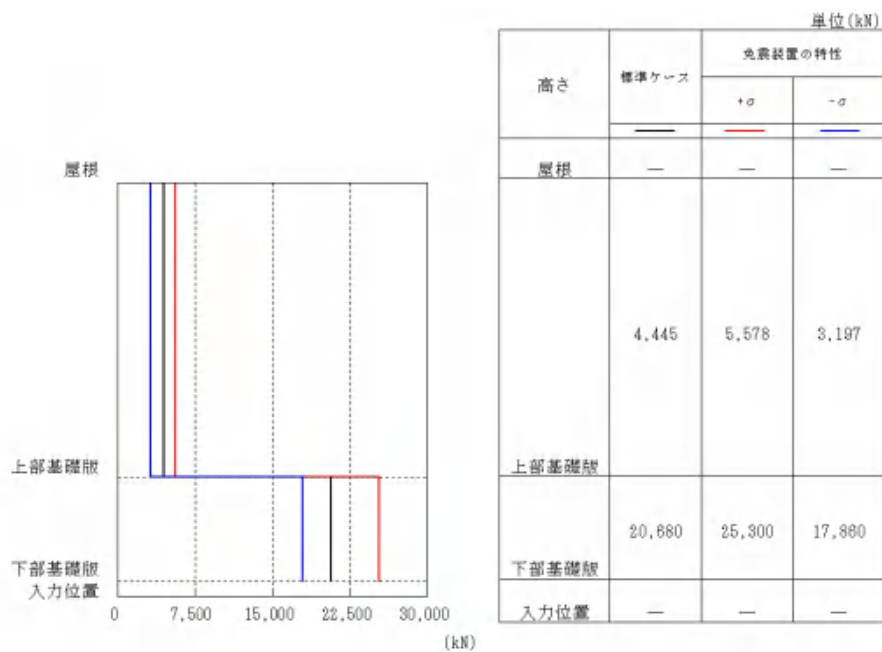 単位(kN)
高さ
標準ケース
免震装置の特性
+σ
-σ
屋根
—
—
—
4,445
5,578
3,197
上部基礎版
20,680
25,300
17,860
下部基礎版
入力位置
—
—
—
屋根
上部基礎版
下部基礎版
入力位置
0
7,500
15,000
22,500
30,000
(kN)